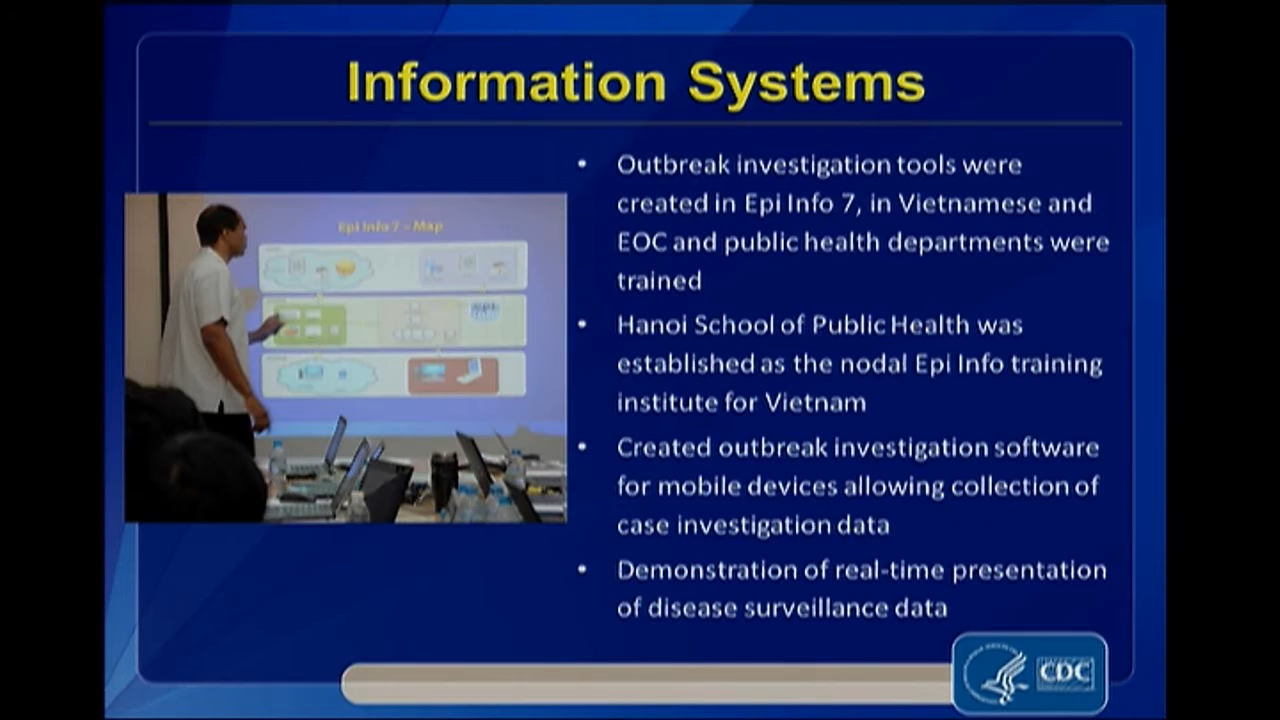 Information Systems
• Outbreak investigation tools were
created in Epi Info 7, in Vietnamese and
EOC and public health departments were
trained
• Hanoi School of Public Health was
established as the nodal Epi Info training
institute for Vietnam
• Created outbreak investigation software
for mobile devices allowing collection of
case investigation data
• Demonstration of real-time presentation
of disease surveillance data
Epi Info 7 – Map
CDC